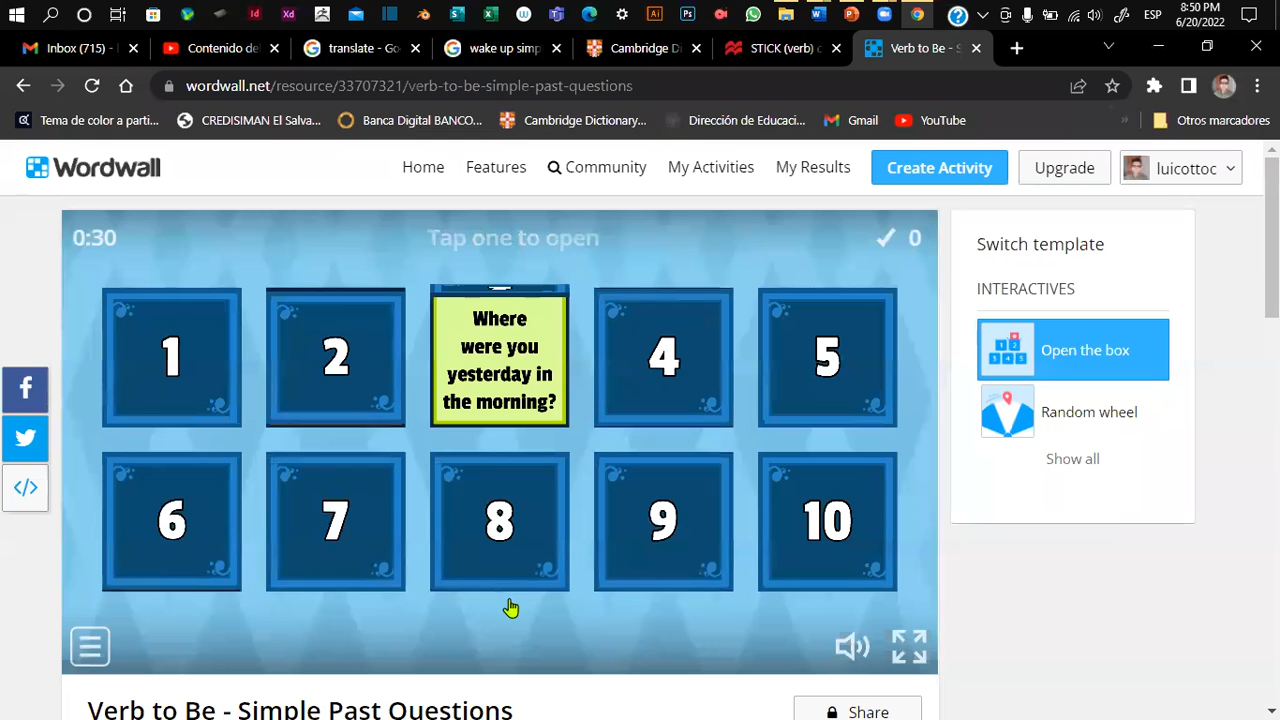 8:50 PM
ESP
6/20/2022
Inbox (715) -
Contenido de
translate - Go
wake up simp
Cambridge D
STICK (verb) c
Verb to Be - S
wordwall.net/resource/33707321/verb-to-be-simple-past-questions
Tema de color a parti...
CREDISIMAN El Salva...
Banca Digital BANCO...
Cambridge Dictionary...
Dirección de Educaci...
Gmail
YouTube
Otros marcadores
Wordwall
Home
Features
Community
My Activities
My Results
Create Activity
Upgrade
luicottoc
0:30
Tap one to open
0
Switch template
INTERACTIVES
Open the box
Random wheel
Show all
1
2
Where
were you
yesterday in
the morning?
4
5
6
7
8
9
10
Verb to Be - Simple Past Questions
Share